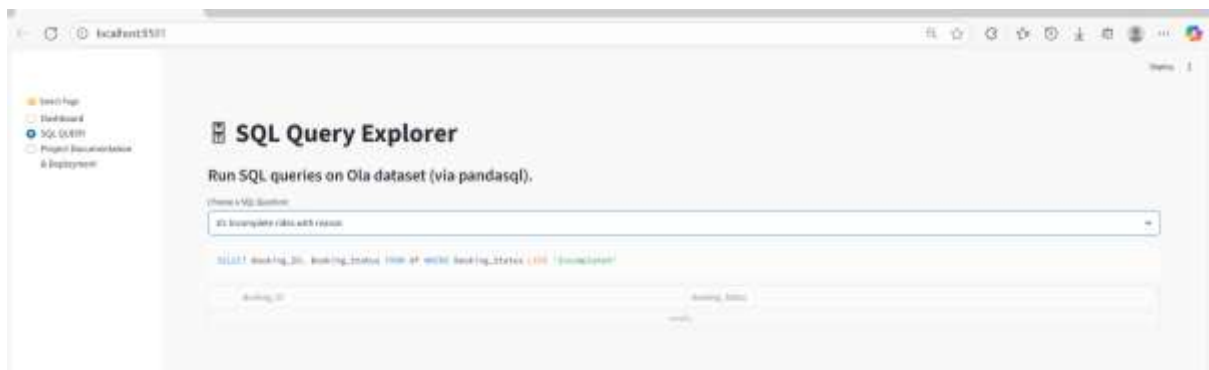 localhost:8501
Select Page
Dashboard
SQL QUERY
Project Documentation
& Deployment
SQL Query Explorer
Run SQL queries on Ola dataset (via pandasql).
Choose a SQL Question:
Incomplete rides with reason
SELECT Booking_ID, Booking_Status FROM df WHERE Booking_Status LIKE '%Incomplete%'
Booking_ID
Booking_Status
empty